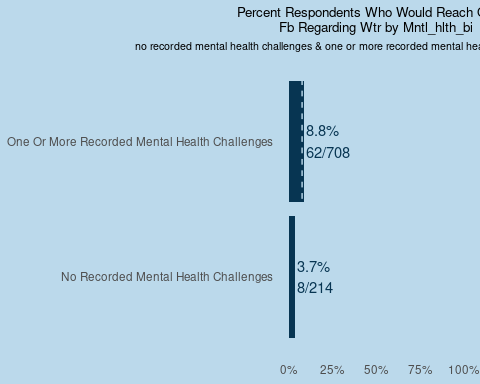 Percent Respondents Who Would Reach
Fb Regarding Wtr by Mntl_hlth_bi
no recorded mental health challenges & one or more recorded mental
One Or More Recorded Mental Health Challenges
8.8%
62/708
No Recorded Mental Health Challenges
3.7%
8/214
0% 25% 50% 75% 100%